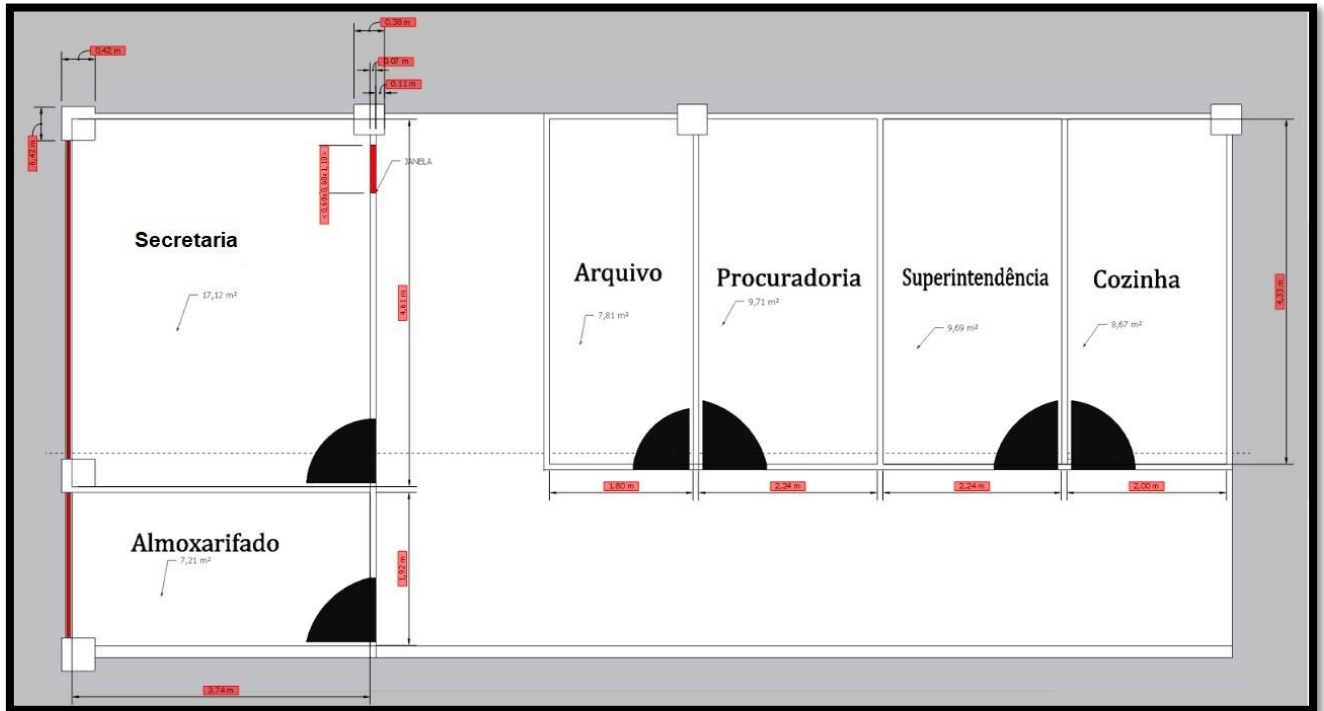 0,38 m
0,42 m
0,07 m
0,11 m
0,42 m
JANELA
Secretaria
17,12 m²
4,61 m
Arquivo
7,81 m²
Procuradoria
9,71 m²
Superintendência
9,69 m²
Cozinha
8,67 m²
4,33 m
1,80 m
2,24 m
2,24 m
2,00 m
Almoxarifado
7,21 m²
1,92 m
3,74 m